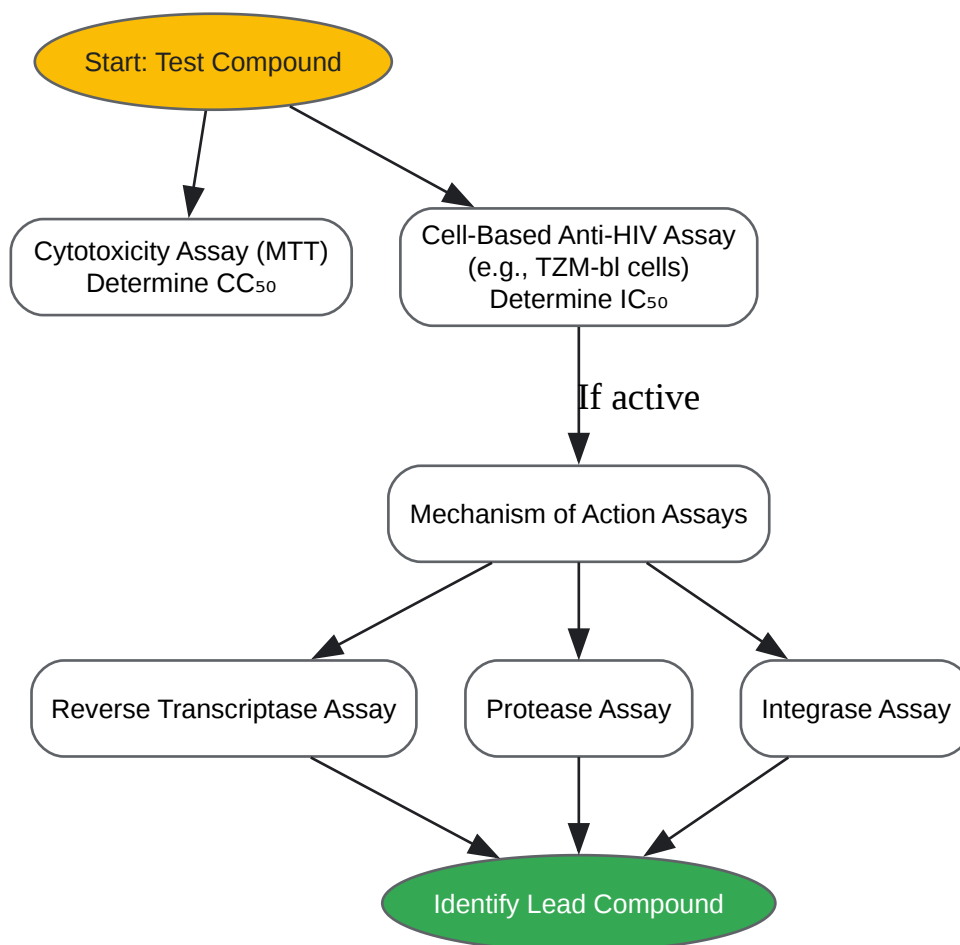 Start: Test Compound
Cytotoxicity Assay (MTT)
Determine CC₅₀
Cell-Based Anti-HIV Assay
(e.g., TZM-bl cells)
Determine IC₅₀
If active
Mechanism of Action Assays
Reverse Transcriptase Assay
Protease Assay
Integrase Assay
Identify Lead Compound